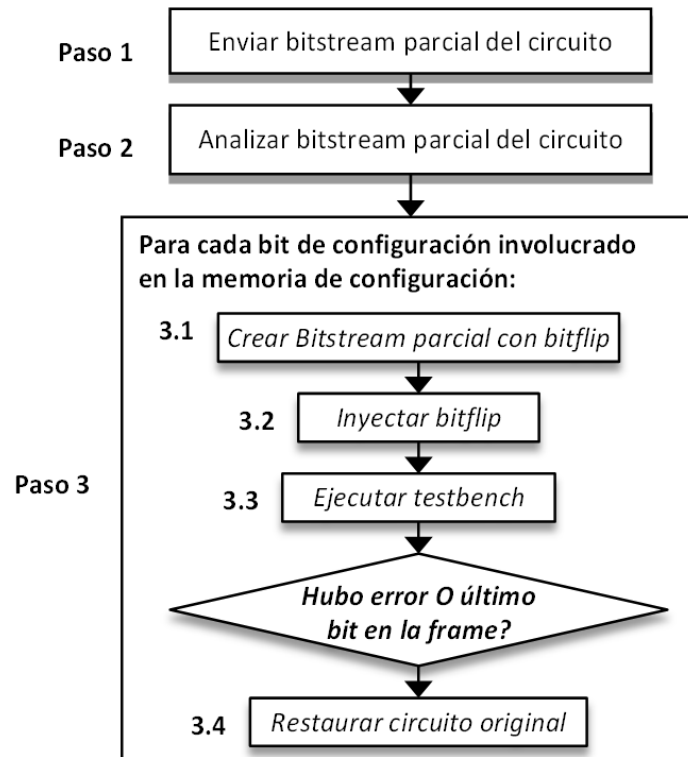 Paso 1
Enviar bitstream parcial del circuito
Paso 2
Analizar bitstream parcial del circuito
Paso 3
Para cada bit de configuración involucrado
en la memoria de configuración:
3.1
Crear Bitstream parcial con bitflip
3.2
Inyectar bitflip
3.3
Ejecutar testbench
Hubo error O último
bit en la frame?
3.4
Restaurar circuito original